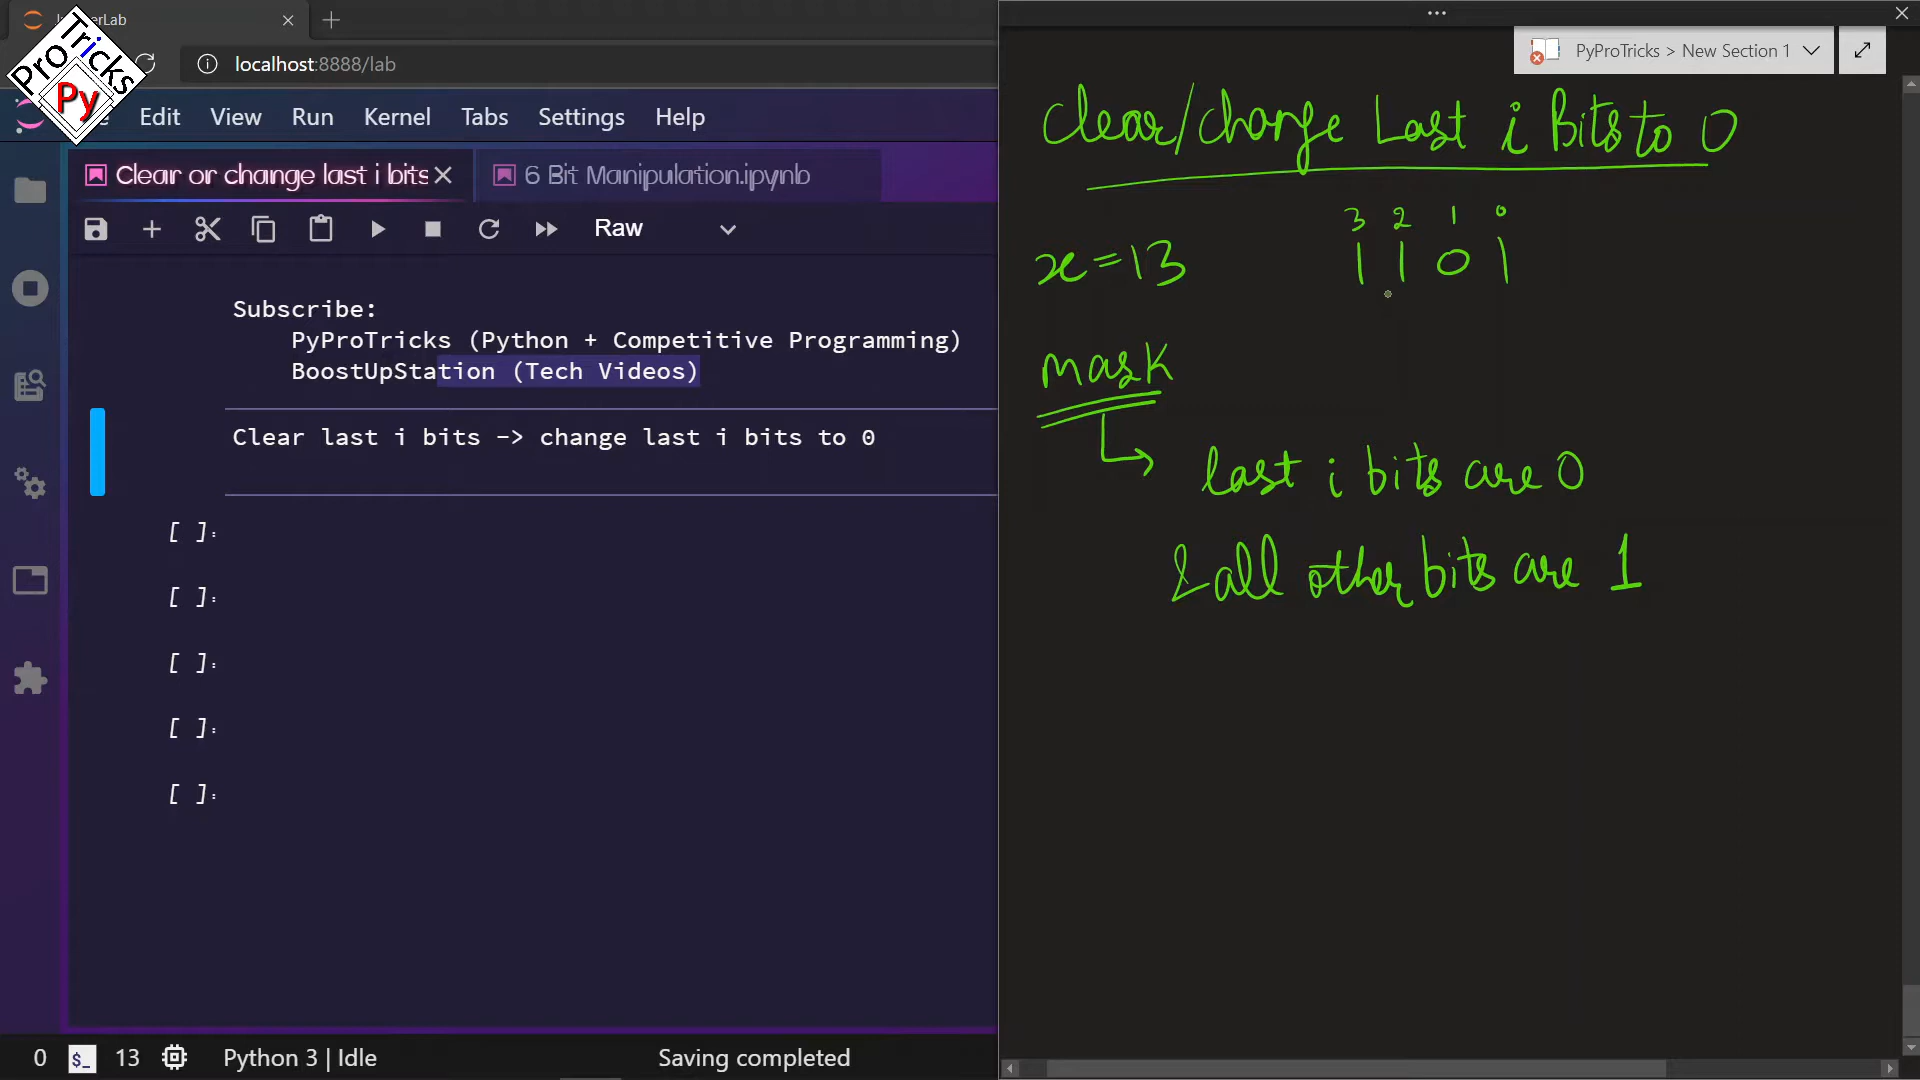 ProTricks
Py
localhost:8888/lab
Edit View Run Kernel Tabs Settings Help
Clear or change last i bits
6 Bit Manipulation.ipynb
Raw
Subscribe:
PyProTricks (Python + Competitive Programming)
BoostUpStation (Tech Videos)
Clear last i bits -> change last i bits to 0
[ ]:
[ ]:
[ ]:
[ ]:
[ ]:
0 $_ 13 Python 3 | Idle Saving completed
PyProTricks > New Section 1
Clear/change Last i Bits to 0
3 2 1 0
x=13 1 1 0 1
mask
last i bits are 0
& all other bits are 1